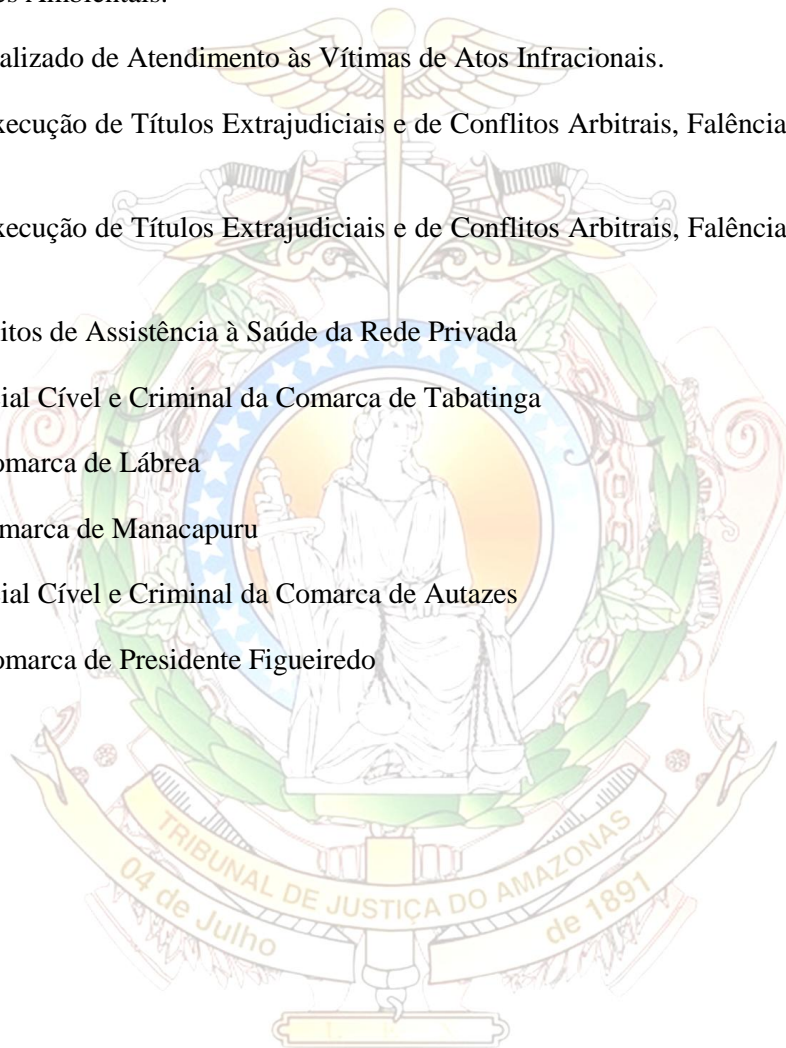 es Ambientais.
alizado de Atendimento às Vítimas de Atos Infracionais.
xecução de Títulos Extrajudiciais e de Conflitos Arbitrais, Falência
xecução de Títulos Extrajudiciais e de Conflitos Arbitrais, Falência
itos de Assistência à Saúde da Rede Privada
ial Cível e Criminal da Comarca de Tabatinga
omarca de Lábrea
marca de Manacapuru
ial Cível e Criminal da Comarca de Autazes
omarca de Presidente Figueiredo
TRIBUNAL DE JUSTIÇA DO AMAZONAS
04 de Julho de 1891